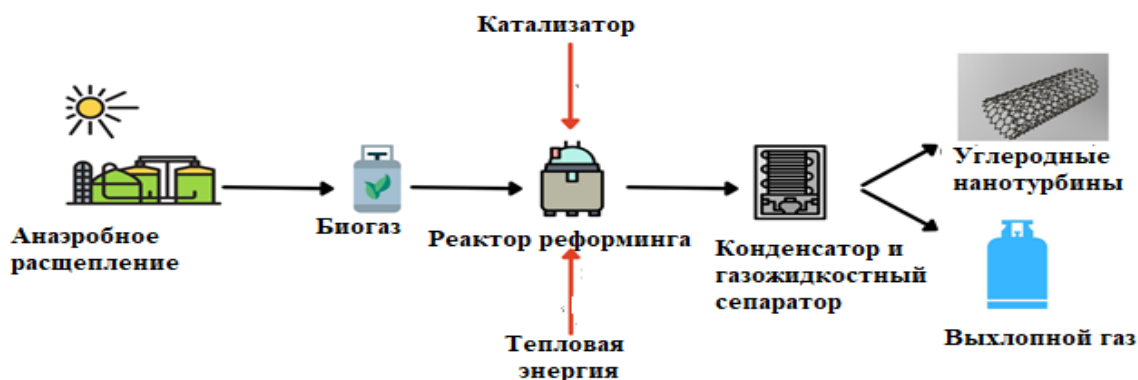 Катализатор
Анаэробное
расщепление
Биогаз
Реактор реформинга
Конденсатор и
газожидкостный
сепаратор
Углеродные
нанотурбины
Выхлопной газ
Тепловая
энергия